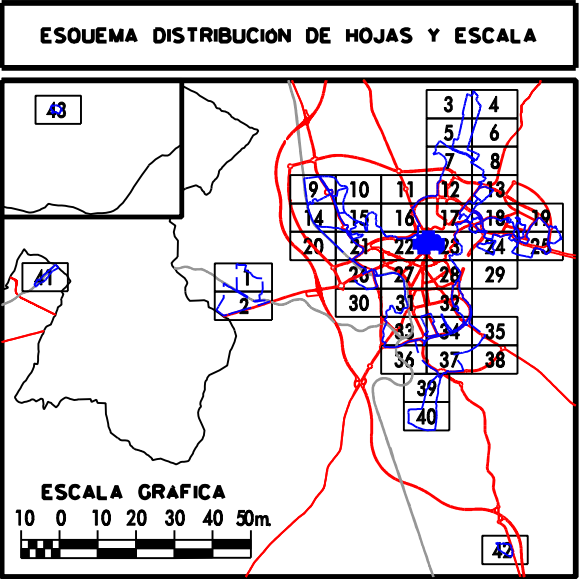 ESQUEMA DISTRIBUCION DE HOJAS Y ESCALA
43
3 4
5 6
7 8
9 10 11 12 13
14 15 16 17 18 19
20 21 22 23 24 25
41 1 26 27 28 29
2 30 31 32
33 34 35
36 37 38
39
40
ESCALA GRAFICA
10 0 10 20 30 40 50m.
42